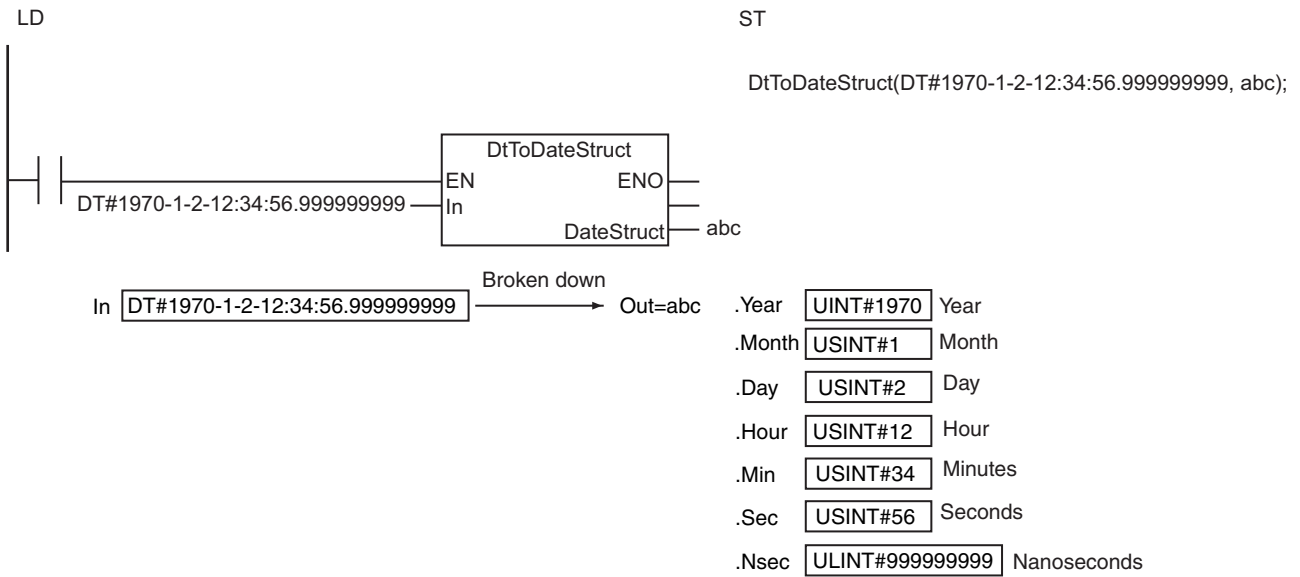 LD
ST
DtToDateStruct(DT#1970-1-2-12:34:56.999999999, abc);
DtToDateStruct
EN ENO
DT#1970-1-2-12:34:56.999999999 In
DateStruct abc
Broken down
In DT#1970-1-2-12:34:56.999999999 Out=abc .Year UINT#1970 Year
.Month USINT#1 Month
.Day USINT#2 Day
.Hour USINT#12 Hour
.Min USINT#34 Minutes
.Sec USINT#56 Seconds
.Nsec ULINT#999999999 Nanoseconds